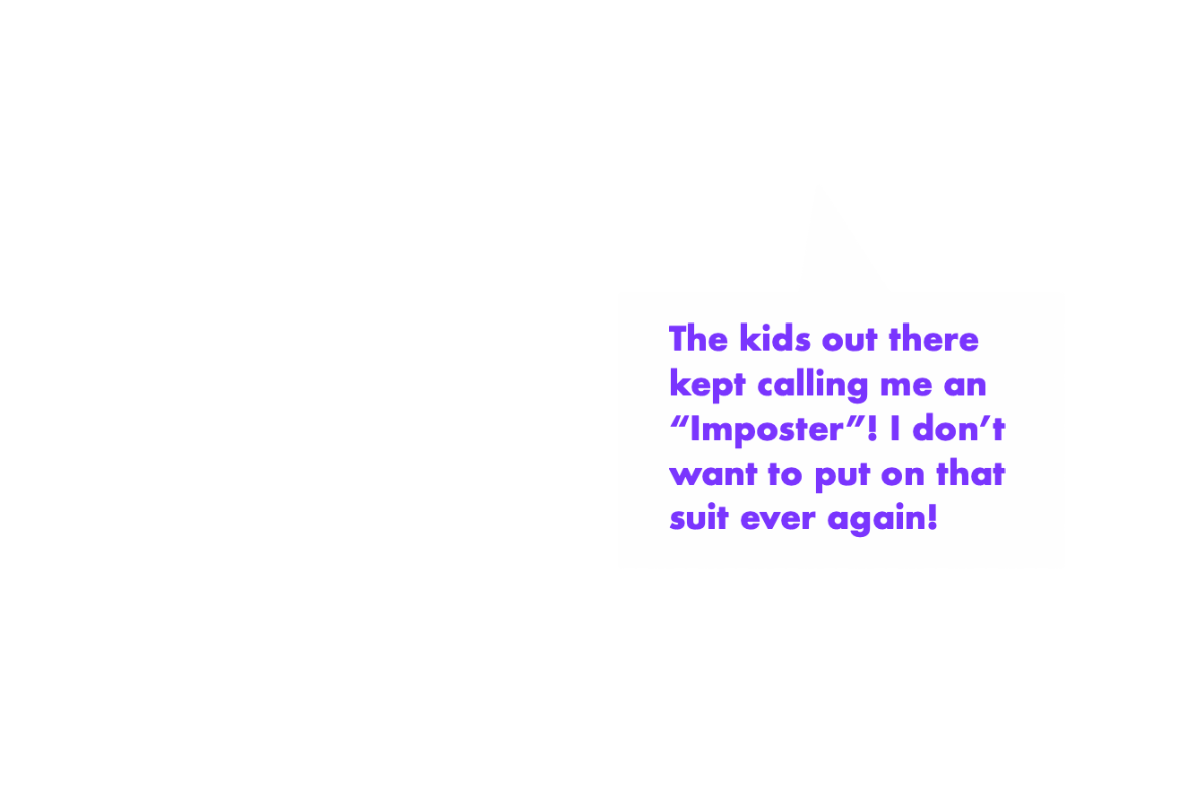 The kids out there
kept calling me an
“Imposter”! I don’t
want to put on that
suit ever again!